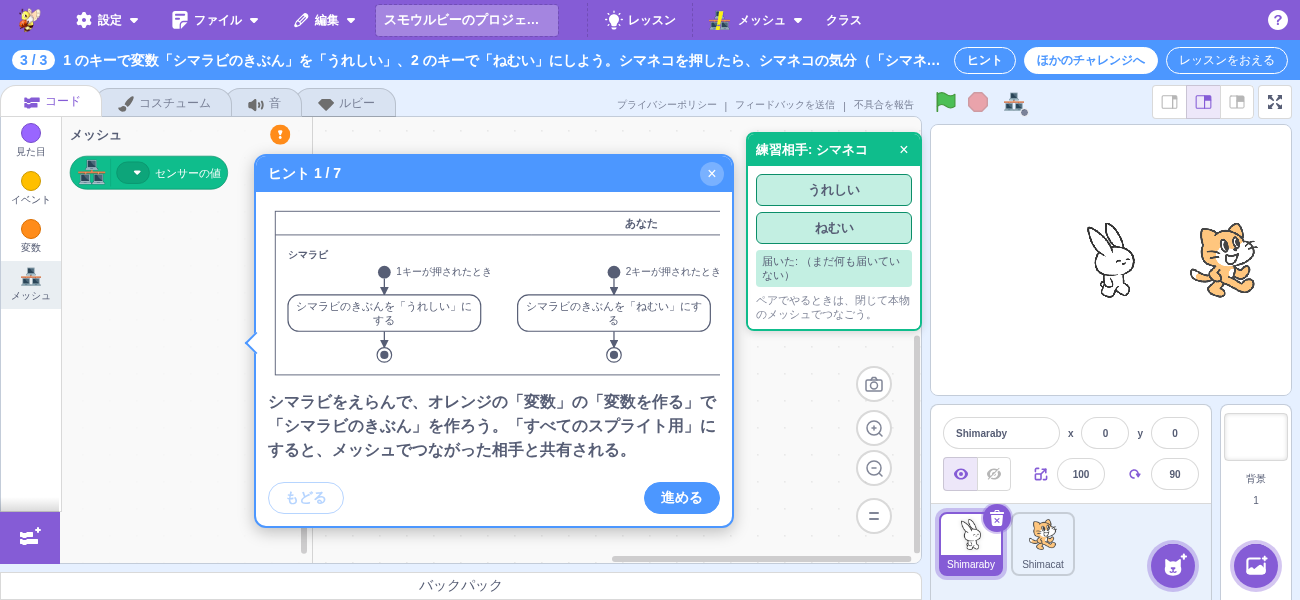 設定 ファイル 編集 スモウルビーのプロジェ… レッスン メッシュ クラス ?
3 / 3 1 のキーで変数「シマラビのきぶん」を「うれしい」、2 のキーで「ねむい」にしよう。シマネコを押したら、シマネコの気分（「シマネ… ヒント ほかのチャレンジへ レッスンをおえる
コード コスチューム 音 ルビー プライバシーポリシー | フィードバックを送信 | 不具合を報告
見た目
イベント
変数
メッシュ
メッシュ
センサーの値
ヒント 1 / 7 ×
あなた
シマラビ
1キーが押されたとき 2キーが押されたとき
シマラビのきぶんを「うれしい」に
する
シマラビのきぶんを「ねむい」にす
る
シマラビをえらんで、オレンジの「変数」の「変数を作る」で
「シマラビのきぶん」を作ろう。「すべてのスプライト用」に
すると、メッシュでつながった相手と共有される。
もどる 進める
練習相手: シマネコ ×
うれしい
ねむい
届いた: （まだ何も届いてい
ない）
ペアでやるときは、閉じて本物
のメッシュでつなごう。
バックパック
Shimaraby x 0 y 0
100 90
Shimaraby Shimacat
背景
1